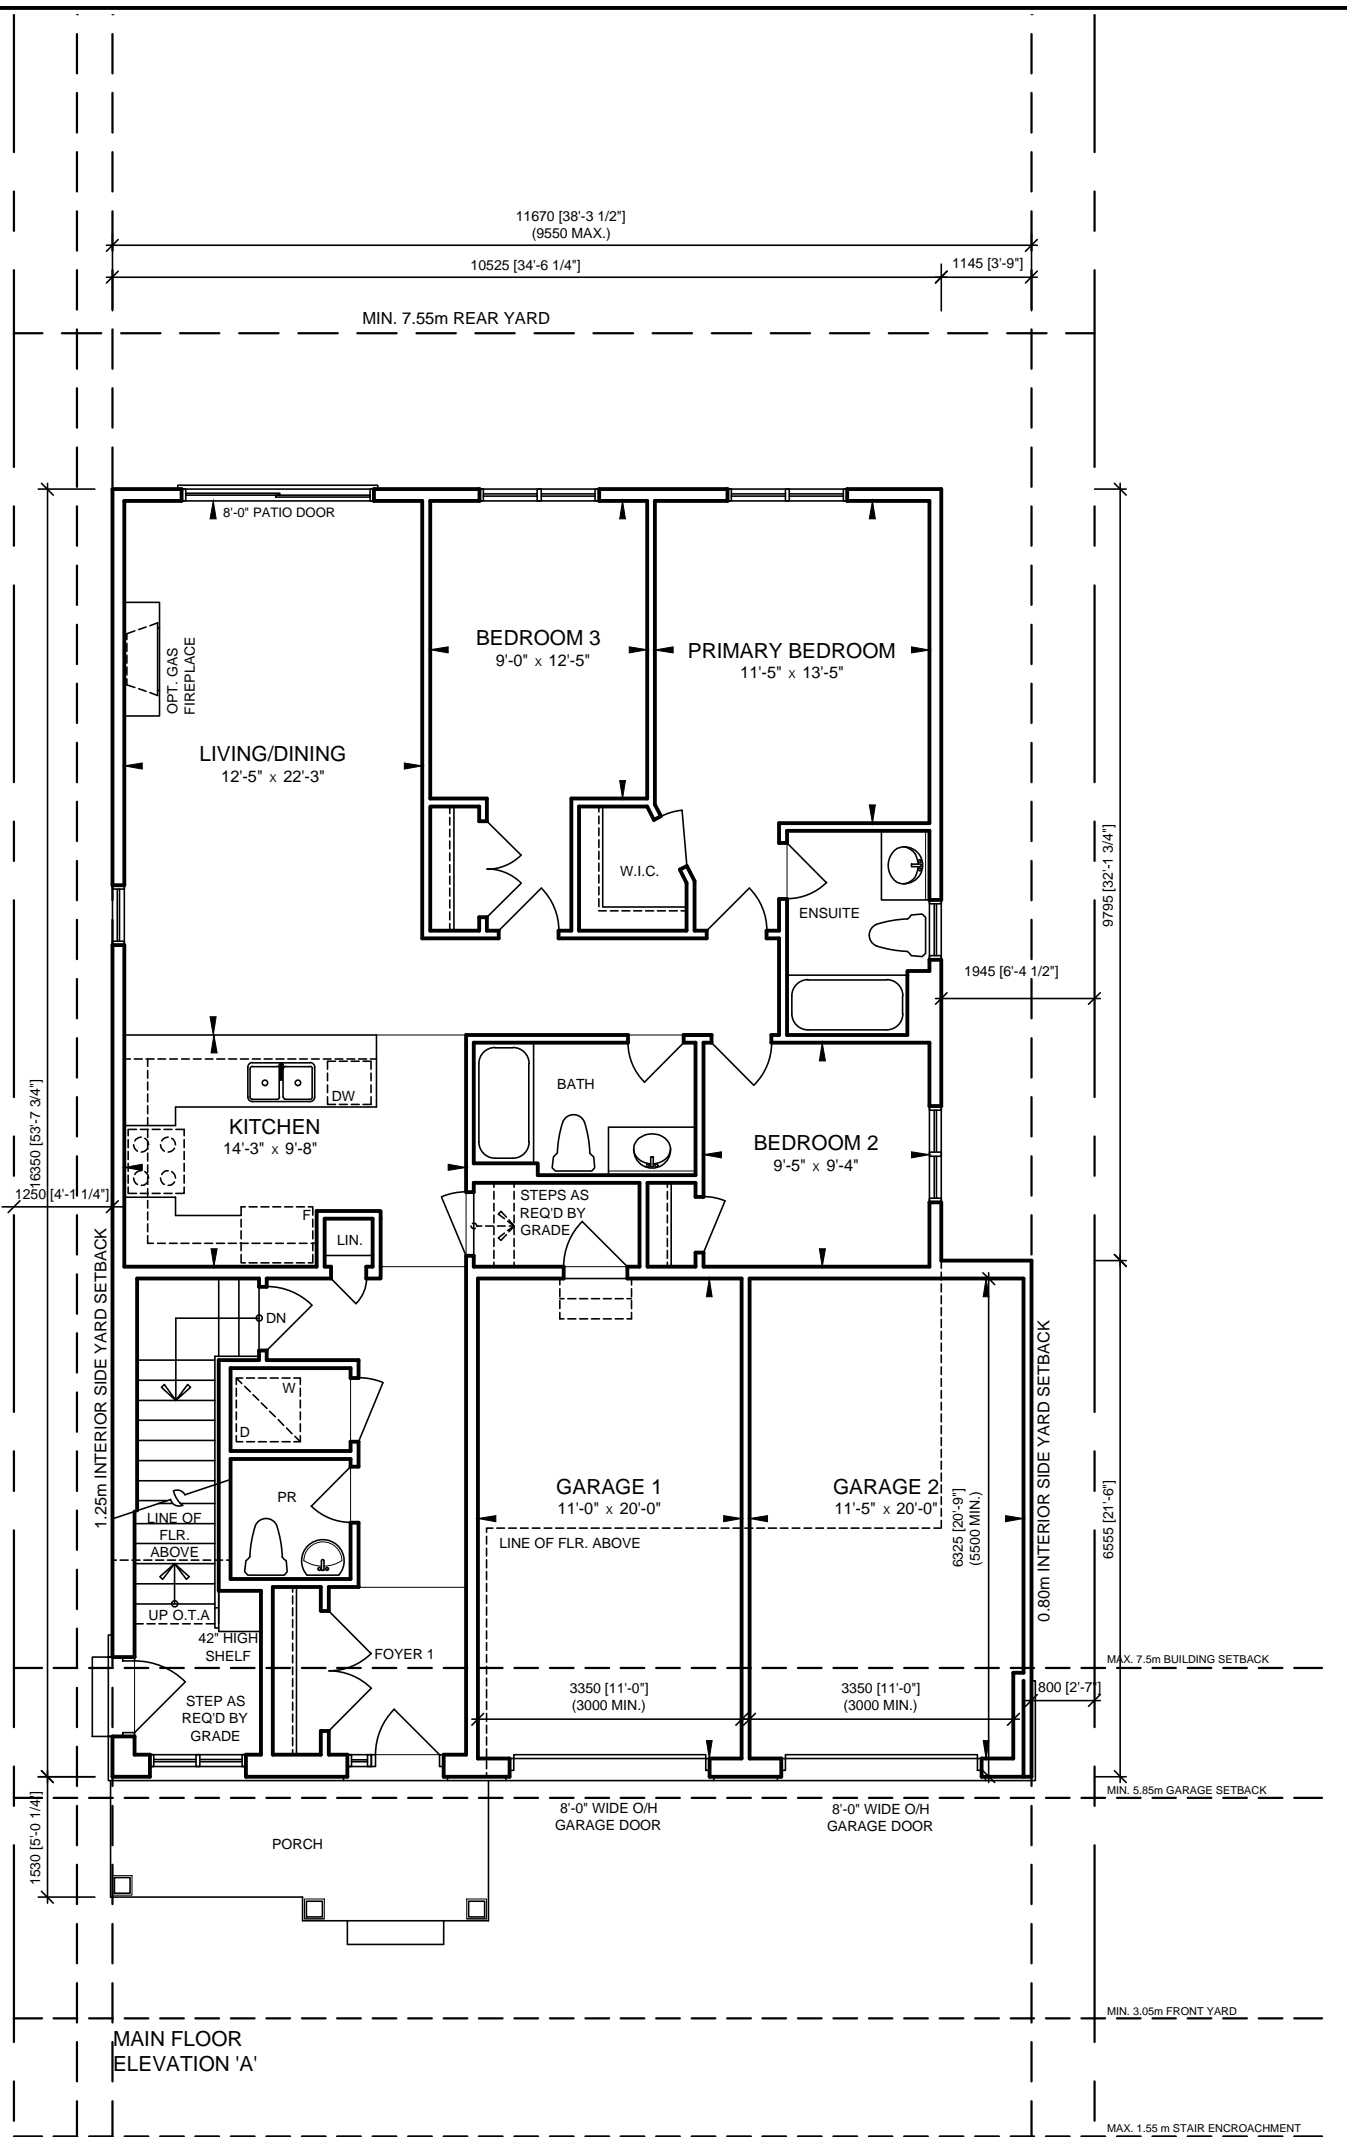 11670 [38'-3 1/2"]
(9550 MAX.)
10525 [34'-6 1/4"]
1145 [3'-9"]
MIN. 7.55m REAR YARD
8'-0" PATIO DOOR
OPT. GAS
FIREPLACE
BEDROOM 3
9'-0" x 12'-5"
PRIMARY BEDROOM
11'-5" x 13'-5"
LIVING/DINING
12'-5" x 22'-3"
W.I.C.
ENSUITE
9795 [32'-1 3/4"]
1945 [6'-4 1/2"]
16350 [53'-7 3/4"]
1250 [4'-1 1/4"]
DW
KITCHEN
14'-3" x 9'-8"
BATH
BEDROOM 2
9'-5" x 9'-4"
STEPS AS
REQ'D BY
GRADE
F
LIN.
1.25m INTERIOR SIDE YARD SETBACK
DN
W
D
PR
LINE OF
FLR.
ABOVE
UP O.T.A
42" HIGH
SHELF
STEP AS
REQ'D BY
GRADE
FOYER 1
GARAGE 1
11'-0" x 20'-0"
LINE OF FLR. ABOVE
GARAGE 2
11'-5" x 20'-0"
6325 [20'-9"]
(5500 MIN.)
0.80m INTERIOR SIDE YARD SETBACK
6555 [21'-6"]
MAX. 7.5m BUILDING SETBACK
3350 [11'-0"]
(3000 MIN.)
3350 [11'-0"]
(3000 MIN.)
800 [2'-7"]
MIN. 5.85m GARAGE SETBACK
8'-0" WIDE O/H
GARAGE DOOR
8'-0" WIDE O/H
GARAGE DOOR
1530 [5'-0 1/4"]
PORCH
MIN. 3.05m FRONT YARD
MAIN FLOOR
ELEVATION 'A'
MAX. 1.55 m STAIR ENCROACHMENT